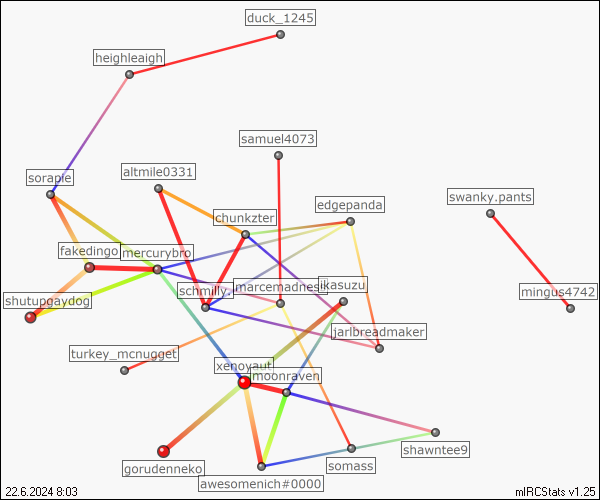 duck_1245
heighleaigh
samuel4073
sorapie
altmile0331
swanky.pants
edgepanda
chunkzter
fakedingo
mercurybro
marcemadness
ikasuzu
schmilly_
mingus4742
shutupgaydog
jarlbreadmaker
turkey_mcnugget
xenoyaut
moonraven
shawntee9
gorudenneko
somass
awesomenich#0000
22.6.2024 8:03
mIRCStats v1.25